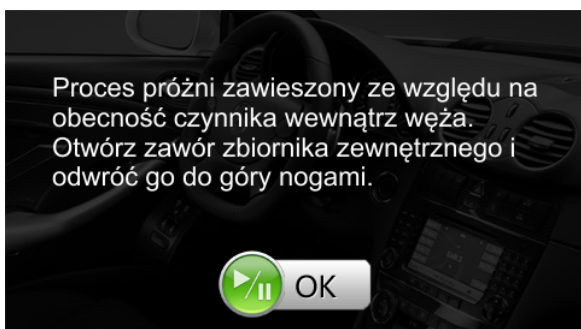 Proces próżni zawieszony ze względu na
obecność czynnika wewnątrz węża.
Otwórz zawór zbiornika zewnętrznego i
odwróć go do góry nogami.
OK